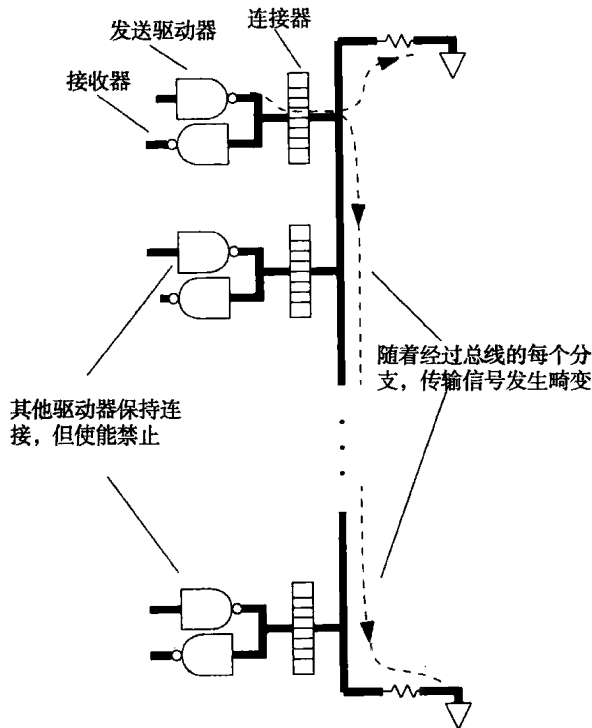 连接器
发送驱动器
接收器
随着经过总线的每个分
支，传输信号发生畸变
其他驱动器保持连
接，但使能禁止